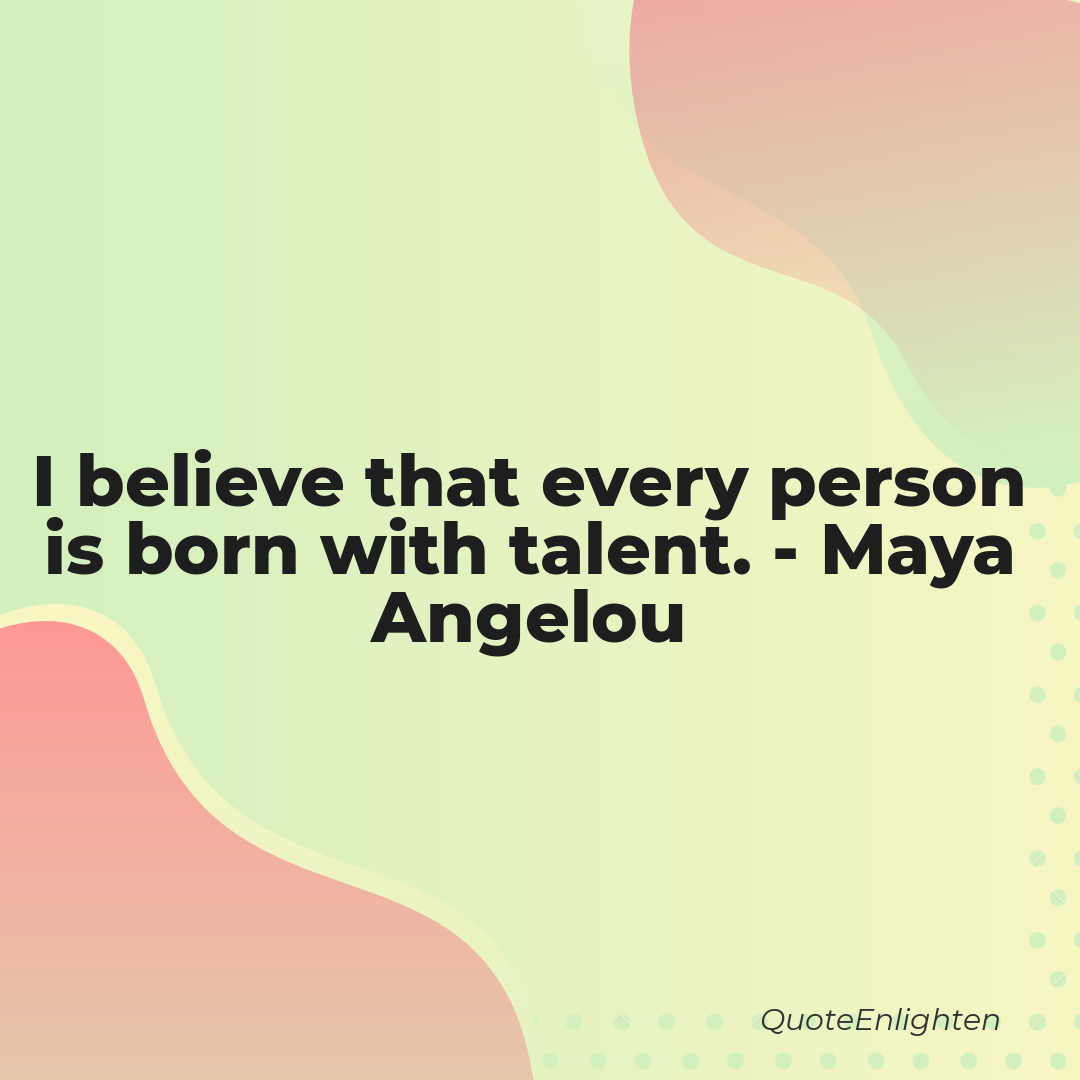 I believe that every person
is born with talent. - Maya
Angelou
QuoteEnlighten